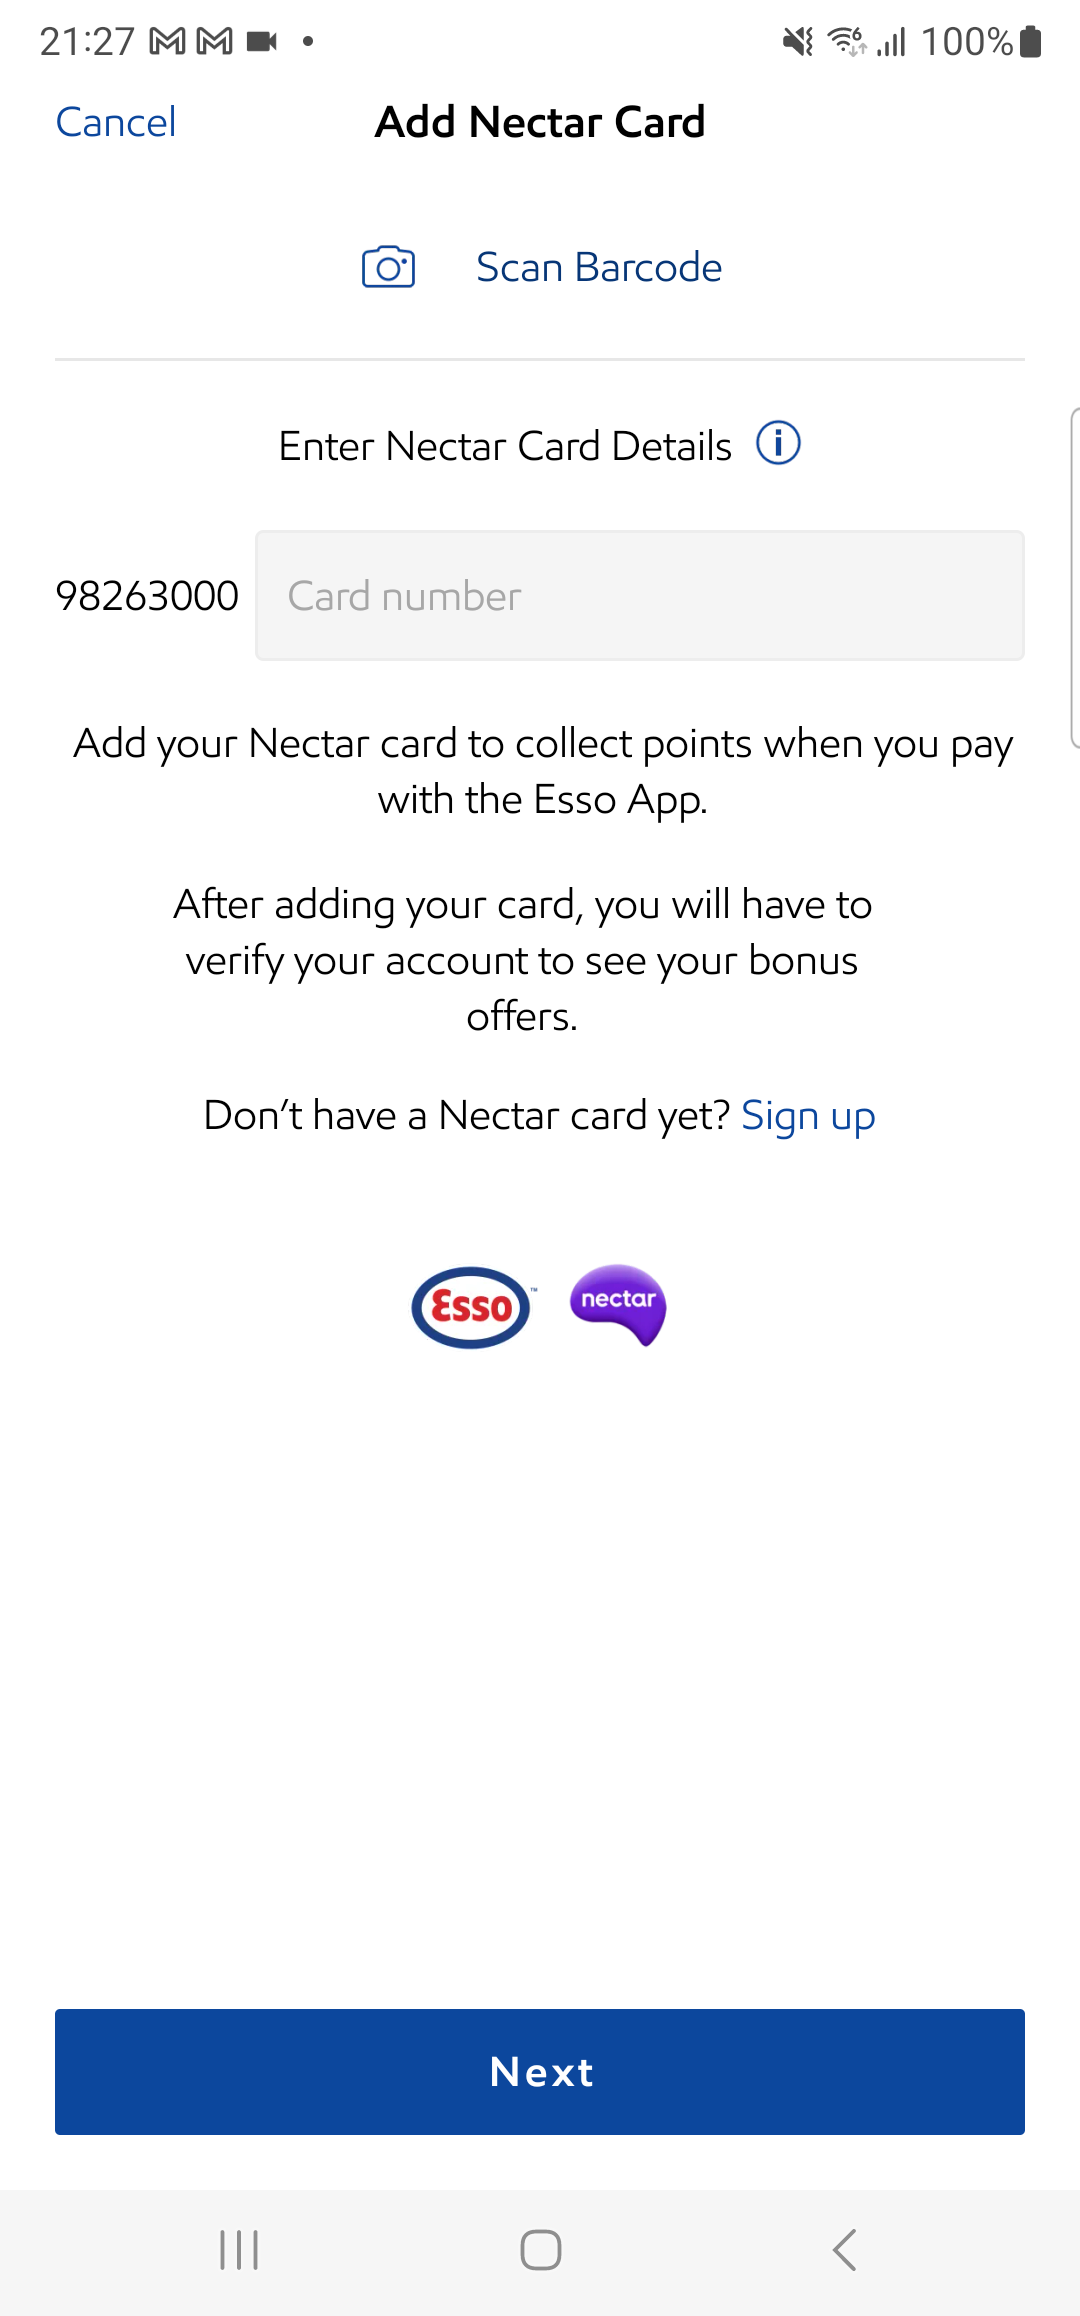 21:27 100%
Cancel Add Nectar Card
Scan Barcode
Enter Nectar Card Details
98263000 Card number
Add your Nectar card to collect points when you pay
with the Esso App.
After adding your card, you will have to
verify your account to see your bonus
offers.
Don't have a Nectar card yet? Sign up
Esso ™ nectar
Next